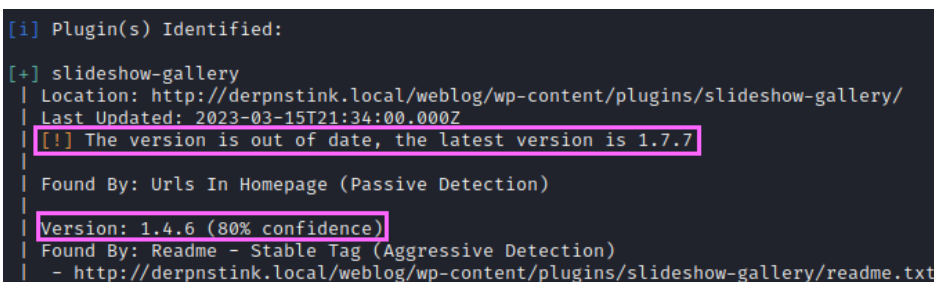 [i] Plugin(s) Identified:
[+] slideshow-gallery
| Location: http://derpnstink.local/weblog/wp-content/plugins/slideshow-gallery/
| Last Updated: 2023-03-15T21:34:00.000Z
| [!] The version is out of date, the latest version is 1.7.7
|
| Found By: Urls In Homepage (Passive Detection)
|
| Version: 1.4.6 (80% confidence)
| Found By: Readme - Stable Tag (Aggressive Detection)
|  - http://derpnstink.local/weblog/wp-content/plugins/slideshow-gallery/readme.txt